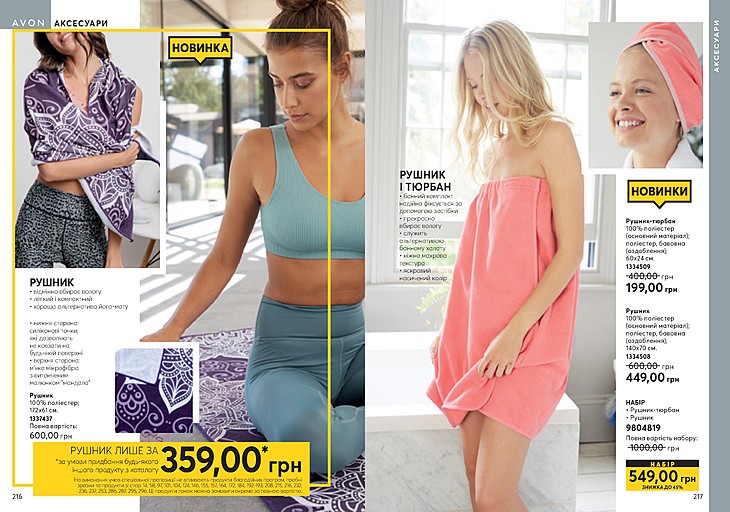 AVON АКСЕСУАРИ
НОВИНКА
РУШНИК
• відмінно вбирає вологу
• легкий і компактний
• хороша альтернатива йога-мату
• нижня сторона:
силіконові точки,
які дозволяють
не ковзати на
будь-якій поверхні
• верхня сторона:
м'яка мікрофібра
з витонченим
малюнком "мандала"
Рушник
100% поліестер;
172х61 см.
1337437
Повна вартість:
600,00 грн
РУШНИК ЛИШЕ ЗА
*за умови придбання будь-якого
іншого продукту з каталогу
359,00* грн
216
РУШНИК
І ТЮРБАН
• банний комплект
надійно фіксується за
допомогою застібки
• прекрасно
вбирає вологу
• служить
альтернативою
банному халату
• ніжна махрова
текстура
• яскравий
насичений колір
АКСЕСУАРИ
НОВИНКИ
Рушник-тюрбан
100% поліестер
(основний матеріал);
поліестер, бавовна
(оздоблення);
60х24 см.
1334509
400,00 грн
199,00 грн
Рушник
100% поліестер
(основний матеріал);
поліестер, бавовна
(оздоблення);
140х70 см.
1334508
600,00 грн
449,00 грн
НАБІР
• Рушник-тюрбан
• Рушник
9804819
Повна вартість набору:
1000,00 грн
НАБІР
549,00 грн
ЗНИЖКА ДО 45%
217